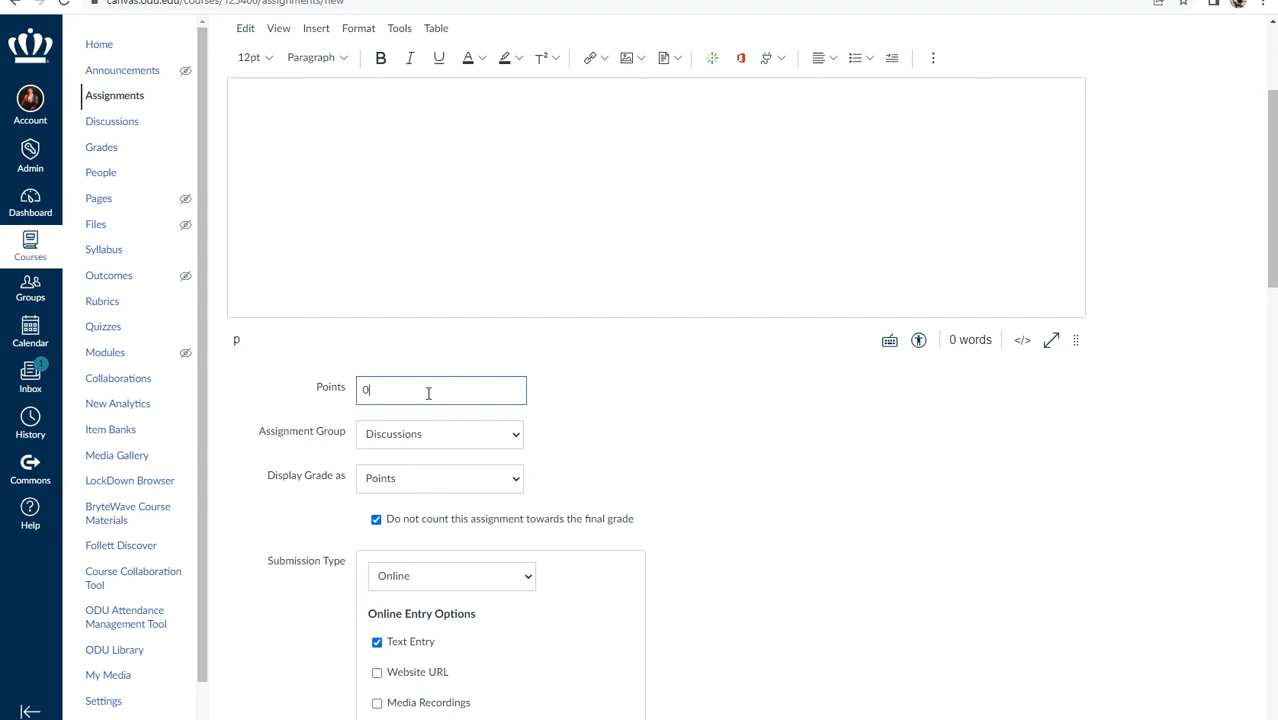 canvas.odu.edu/courses/123406/assignments/new
Edit View Insert Format Tools Table
12pt Paragraph B I U A T²
Account
Admin
Dashboard
Courses
Groups
Calendar
1
Inbox
History
Commons
Help
Home
Announcements
Assignments
Discussions
Grades
People
Pages
Files
Syllabus
Outcomes
Rubrics
Quizzes
Modules
Collaborations
New Analytics
Item Banks
Media Gallery
LockDown Browser
BryteWave Course
Materials
Follett Discover
Course Collaboration
Tool
ODU Attendance
Management Tool
ODU Library
My Media
Settings
p 0 words </>
Points 0
Assignment Group Discussions
Display Grade as Points
Do not count this assignment towards the final grade
Submission Type Online
Online Entry Options
Text Entry
Website URL
Media Recordings